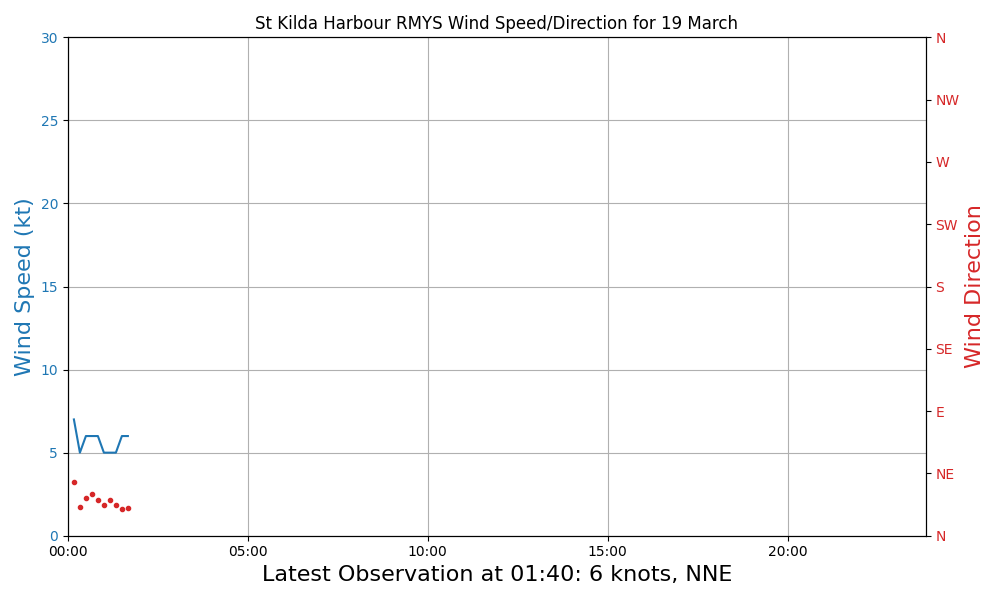 St Kilda Harbour RMYS Wind Speed/Direction for 19 March
30
25
20
15
10
5
0
Wind Speed (kt)
N
NW
W
SW
S
SE
E
NE
N
Wind Direction
00:00 05:00 10:00 15:00 20:00
Latest Observation at 01:40: 6 knots, NNE